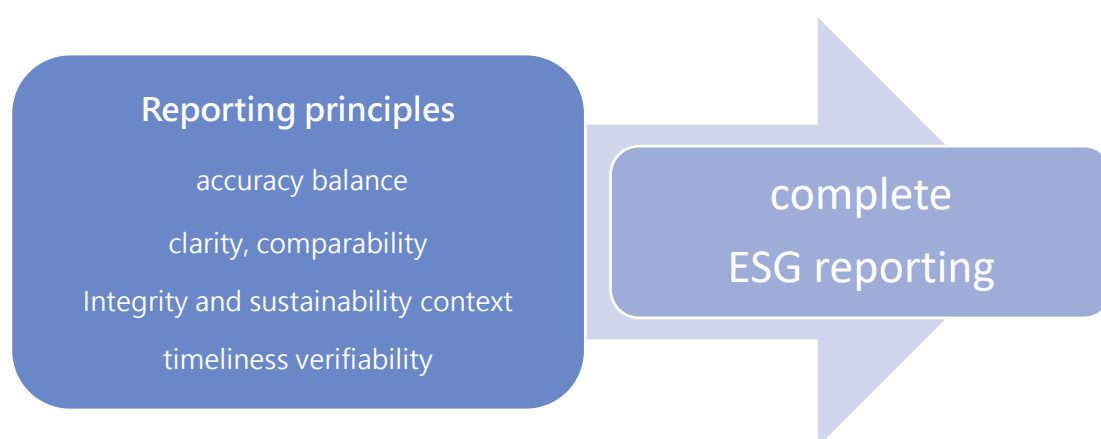 Reporting principles
accuracy balance
clarity, comparability
Integrity and sustainability context
timeliness verifiability
complete
ESG reporting